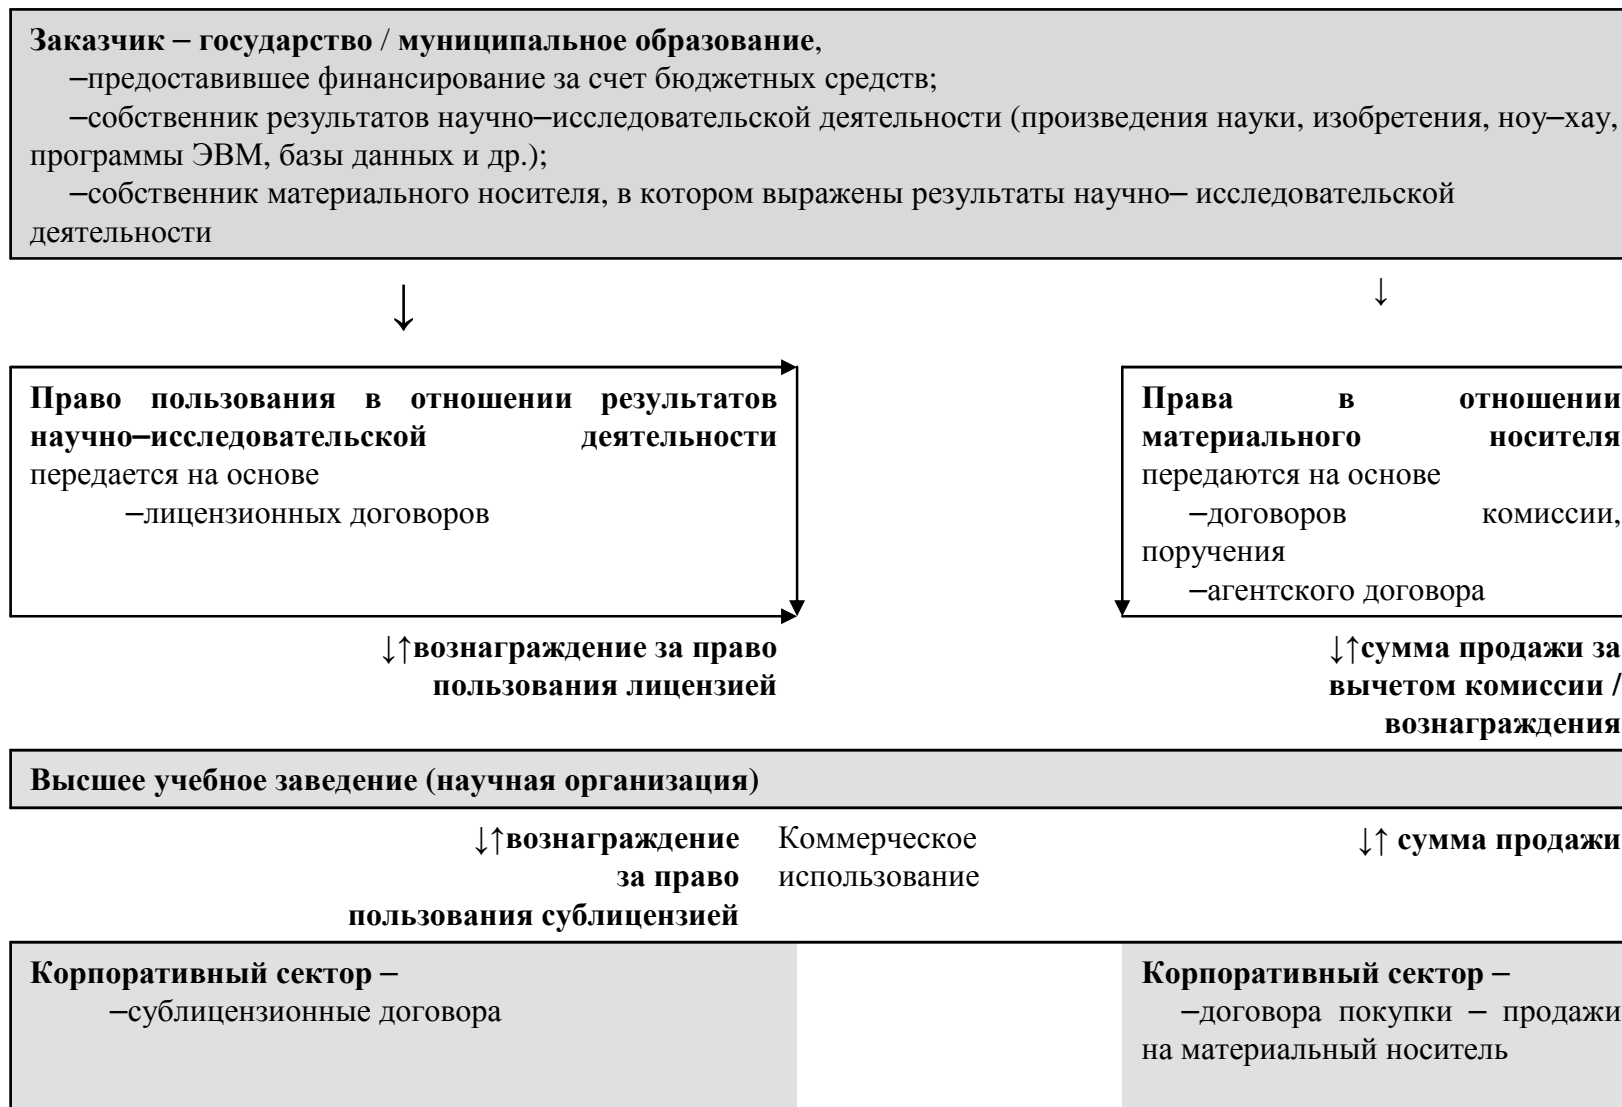 Заказчик – государство / муниципальное образование,
–предоставившее финансирование за счет бюджетных средств;
–собственник результатов научно–исследовательской деятельности (произведения науки, изобретения, ноу–хау,
программы ЭВМ, базы данных и др.);
–собственник материального носителя, в котором выражены результаты научно– исследовательской
деятельности
↓
↓
Право пользования в отношении результатов
научно–исследовательской деятельности
передается на основе
–лицензионных договоров
Права в отношении
материального носителя
передаются на основе
–договоров комиссии,
поручения
–агентского договора
↓↑вознаграждение за право
пользования лицензией
↓↑сумма продажи за
вычетом комиссии /
вознаграждения
Высшее учебное заведение (научная организация)
↓↑вознаграждение
за право
пользования сублицензией
Коммерческое
использование
↓↑ сумма продажи
Корпоративный сектор –
–сублицензионные договора
Корпоративный сектор –
–договора покупки – продажи
на материальный носитель